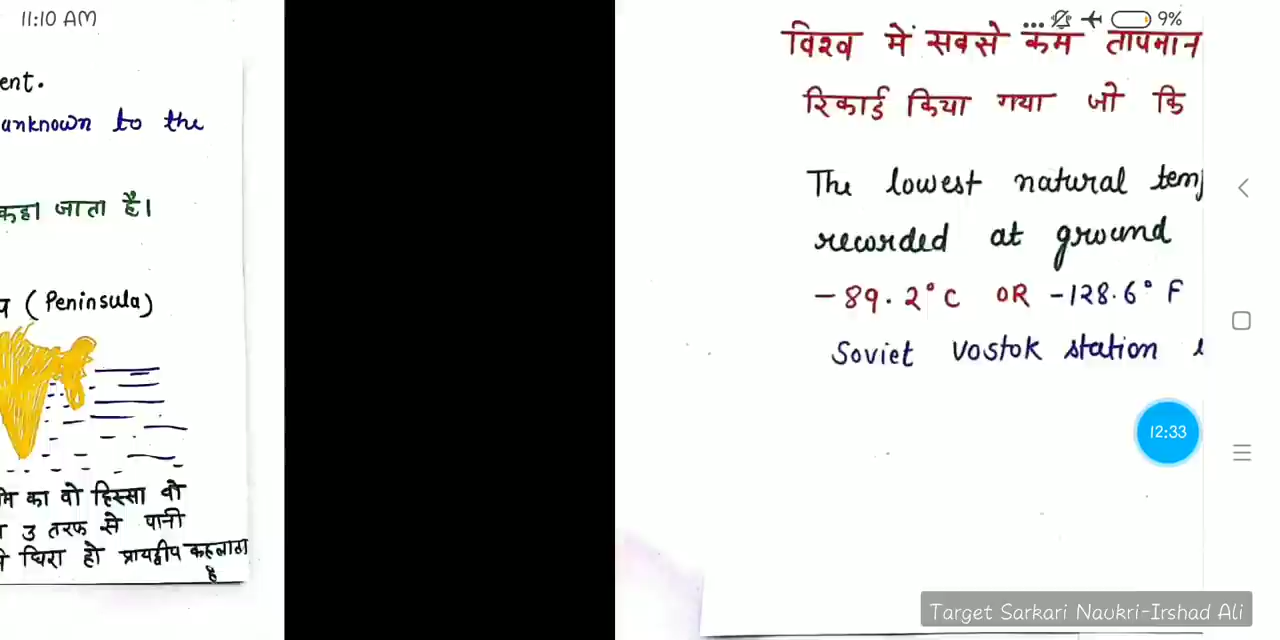 11:10 AM
9%
ent.
unknown to the
कहा जाता है।
(Peninsula)
का वो हिस्सा वो
3 तरफ से पानी
घिरा हो प्रायद्वीप कहलाता
है
विश्व में सबसे कम तापमान
रिकार्ड किया गया जो कि
The lowest natural temp
recorded at ground
-89.2°C OR -128.6° F
Soviet Vostok station
12:33
Target Sarkari Naukri-Irshad Ali